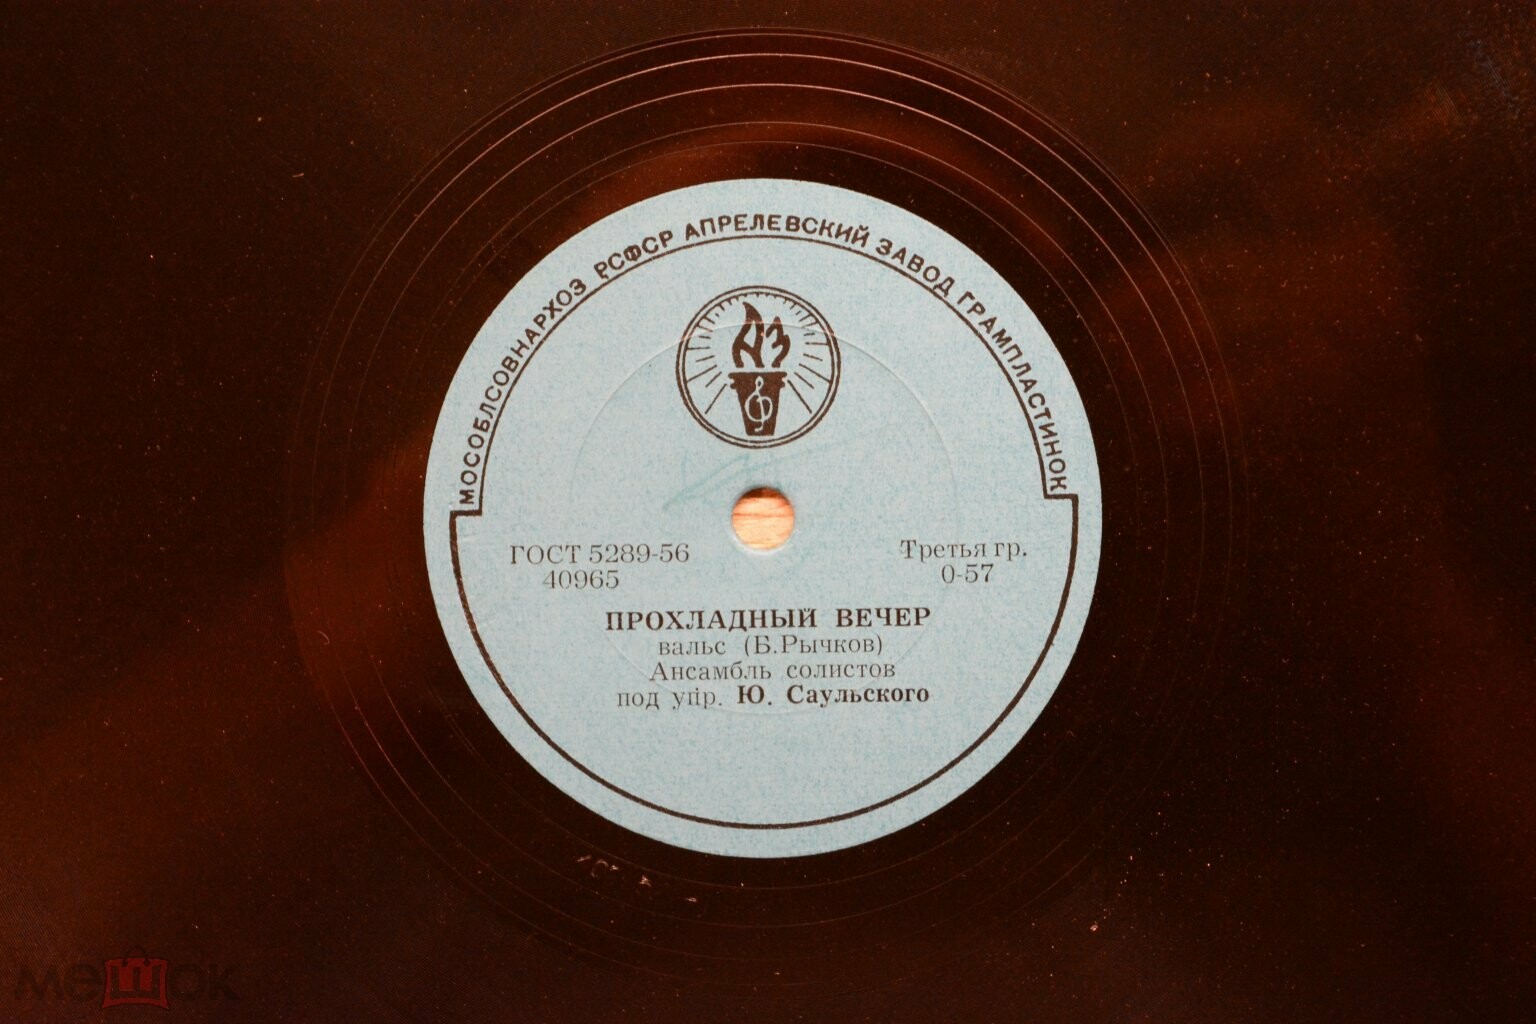 МОСОБЛСОВНАРХОЗ РСФСР АПРЕЛЕВСКИЙ ЗАВОД ГРАМПЛАСТИНОК
АЗ
ГОСТ 5289-56
40965
Третья гр.
0-57
ПРОХЛАДНЫЙ ВЕЧЕР
вальс (Б.Рычков)
Ансамбль солистов
под упр. Ю. Саульского
мешок